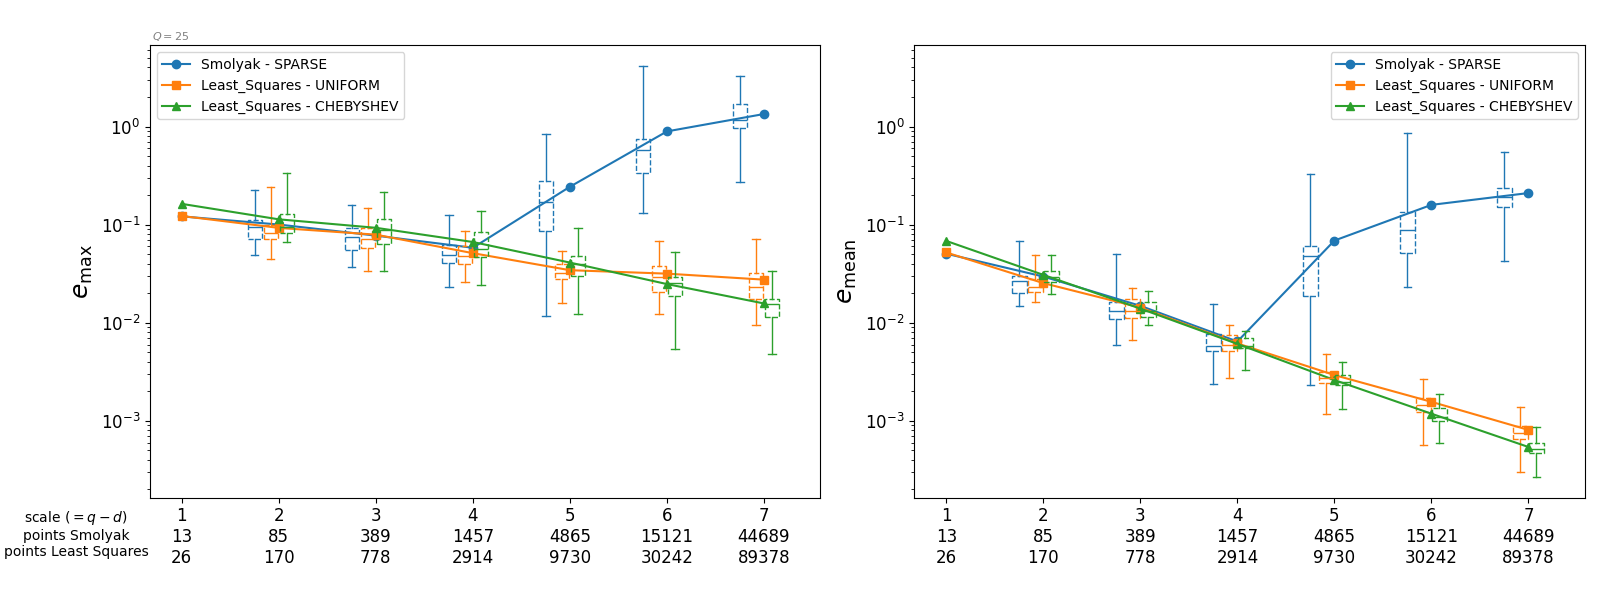 Q = 25
Smolyak - SPARSE
Least_Squares - UNIFORM
Least_Squares - CHEBYSHEV
10^0
10^-1
10^-2
10^-3
e_max
scale (= q − d) 1 2 3 4 5 6 7
points Smolyak 13 85 389 1457 4865 15121 44689
points Least Squares 26 170 778 2914 9730 30242 89378
Smolyak - SPARSE
Least_Squares - UNIFORM
Least_Squares - CHEBYSHEV
10^0
10^-1
10^-2
10^-3
e_mean
1 2 3 4 5 6 7
13 85 389 1457 4865 15121 44689
26 170 778 2914 9730 30242 89378